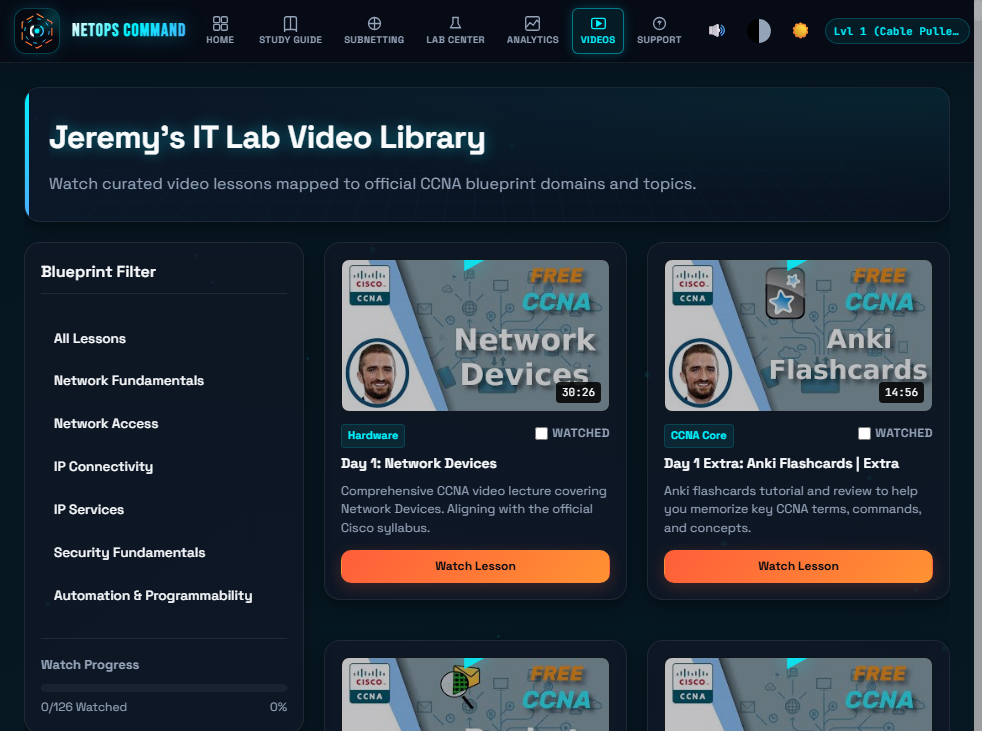 NETOPS COMMAND
HOME
STUDY GUIDE
SUBNETTING
LAB CENTER
ANALYTICS
VIDEOS
SUPPORT
Lvl 1 (Cable Pulle…
Jeremy's IT Lab Video Library
Watch curated video lessons mapped to official CCNA blueprint domains and topics.
Blueprint Filter
All Lessons
Network Fundamentals
Network Access
IP Connectivity
IP Services
Security Fundamentals
Automation & Programmability
Watch Progress
0/126 Watched
0%
CISCO
CCNA
FREE
CCNA
Network
Devices
30:26
Hardware
WATCHED
Day 1: Network Devices
Comprehensive CCNA video lecture covering
Network Devices. Aligning with the official
Cisco syllabus.
Watch Lesson
CISCO
CCNA
FREE
CCNA
Anki
Flashcards
14:56
CCNA Core
WATCHED
Day 1 Extra: Anki Flashcards | Extra
Anki flashcards tutorial and review to help
you memorize key CCNA terms, commands,
and concepts.
Watch Lesson
CISCO
CCNA
FREE
CCNA
CISCO
CCNA
FREE
CCNA